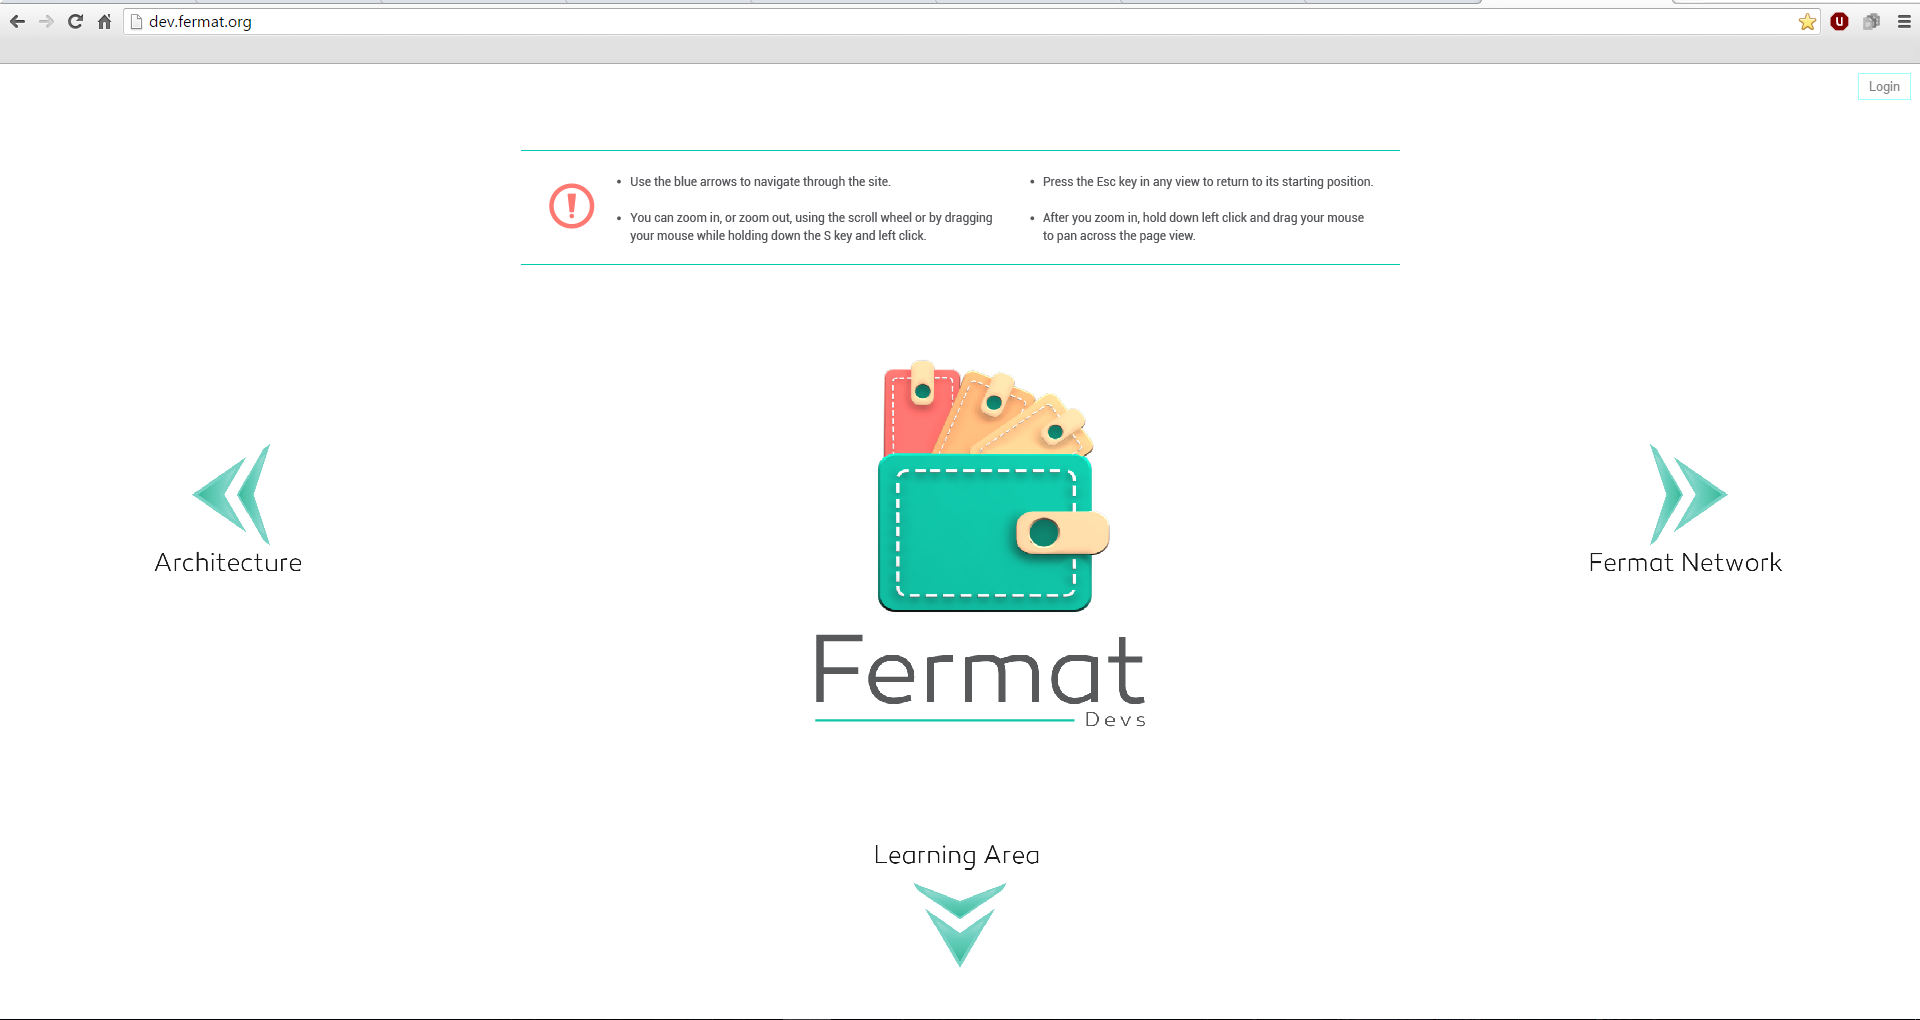 dev.fermat.org
Login
Use the blue arrows to navigate through the site.
You can zoom in, or zoom out, using the scroll wheel or by dragging
your mouse while holding down the S key and left click.
Press the Esc key in any view to return to its starting position.
After you zoom in, hold down left click and drag your mouse
to pan across the page view.
Architecture
Fermat Network
Fermat
Devs
Learning Area